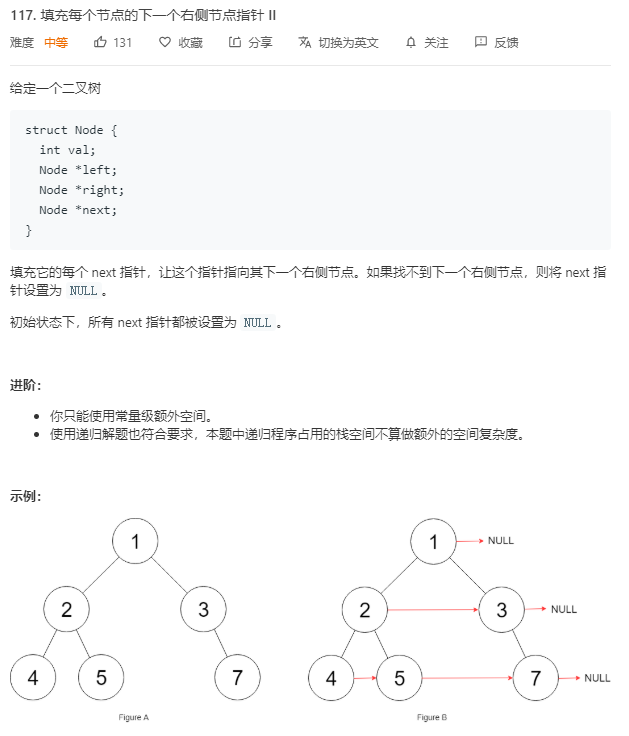 117. 填充每个节点的下一个右侧节点指针 II
难度 中等 131 收藏 分享 切换为英文 关注 反馈
给定一个二叉树
struct Node {
  int val;
  Node *left;
  Node *right;
  Node *next;
}
填充它的每个 next 指针，让这个指针指向其下一个右侧节点。如果找不到下一个右侧节点，则将 next 指
针设置为 NULL。
初始状态下，所有 next 指针都被设置为 NULL。
进阶：
• 你只能使用常量级额外空间。
• 使用递归解题也符合要求，本题中递归程序占用的栈空间不算做额外的空间复杂度。
示例：
1
2 3
4 5 7
Figure A
1 NULL
2 3 NULL
4 5 7 NULL
Figure B